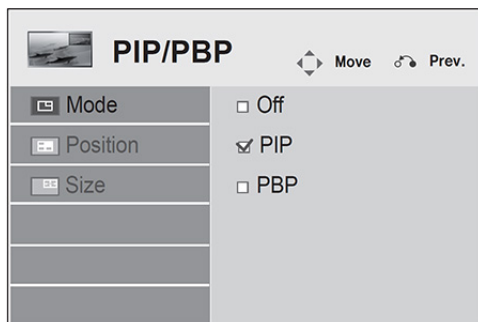 PIP/PBP
Move Prev.
Mode
Off
Position
PIP
Size
PBP